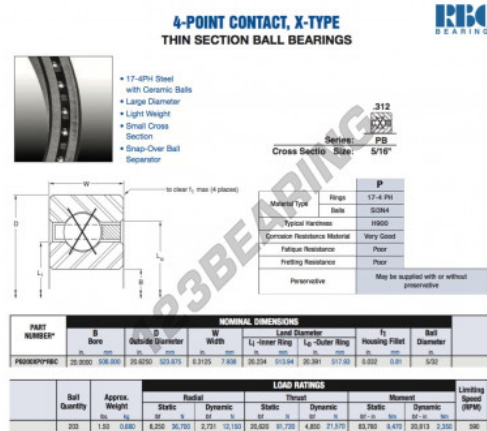 4-POINT CONTACT, X-TYPE
THIN SECTION BALL BEARINGS
RBC
BEARING
• 17-4PH Steel
with Ceramic Balls
• Large Diameter
• Light Weight
• Small Cross
Section
• Snap-Over Ball
Separator
.312
Series: PB
Cross Sectio Size: 5/16"
W
to clear f₁ max (4 places)
D
L₁
B
123BEARING
P
Material Type Rings 17-4 PH
Balls Si3N4
Typical Hardness H900
Corrosion Resistance Material Very Good
Fatigue Resistance Poor
Fretting Resistance Poor
Perservative May be supplied with or without
preservative
NOMINAL DIMENSIONS
PART NUMBER* B Bore D Outside Diameter W Width Land Diameter L₁ -Inner Ring L₀ -Outer Ring f₁ Housing Fillet Ball Diameter
in. mm in. mm in. mm in. mm in. mm in. mm in.
PB200XP0*RBC 20.0000 508.000 20.6250 523.875 0.3125 7.938 20.234 513.94 20.391 517.93 0.032 0.81 5/32
LOAD RATINGS
Ball Quantity Approx. Weight Radial Thrust Moment Limiting Speed (RPM)
Static Dynamic Static Dynamic Static Dynamic
lbs kg lbf N lbf N lbf N lbf N lbf - in Nm lbf - in Nm
203 1.50 0.680 8,250 36,700 2,731 12,150 20,620 91,720 4,850 21,570 83,780 9,470 20,813 2,350 590